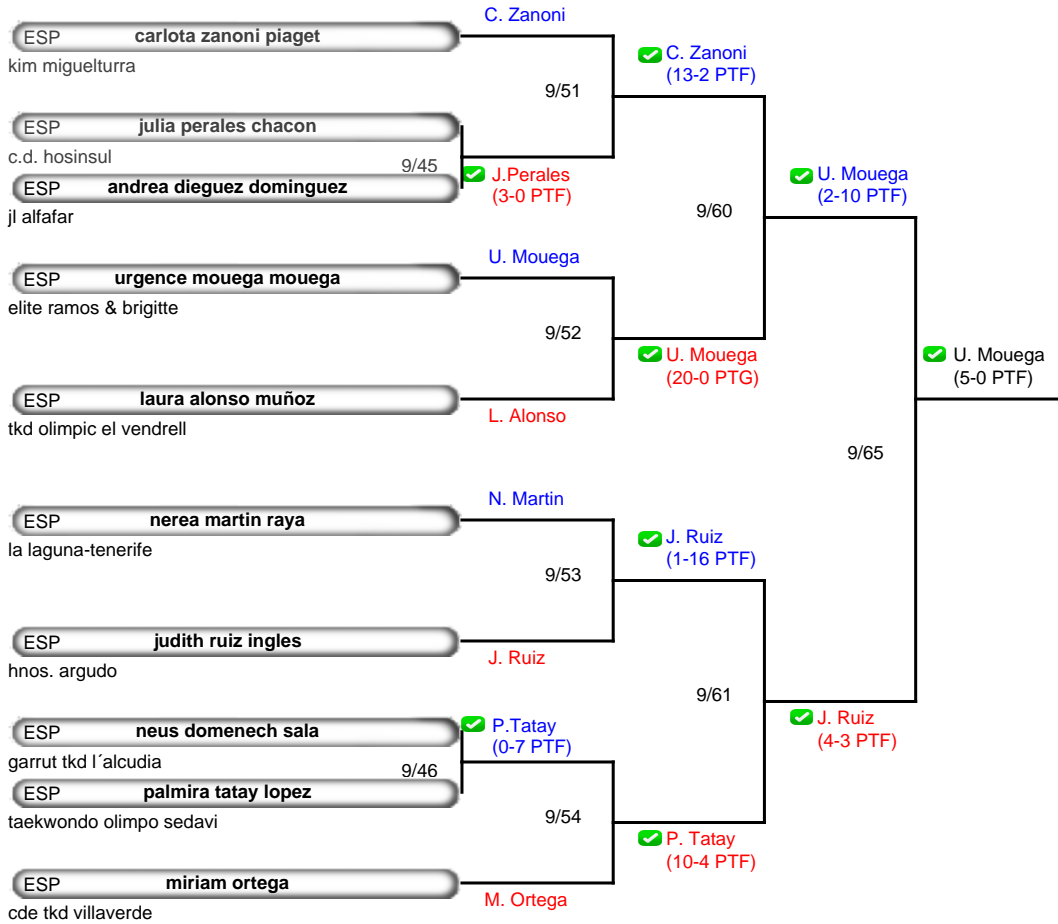 C. Zanoni
ESP carlota zanoni piaget
kim miguelturra
C. Zanoni
(13-2 PTF)
9/51
ESP julia perales chacon
c.d. hosinsul
9/45
J.Perales
(3-0 PTF)
ESP andrea dieguez dominguez
jl alfafar
U. Mouega
(2-10 PTF)
9/60
U. Mouega
ESP urgence mouega mouega
elite ramos & brigitte
9/52
U. Mouega
(20-0 PTG)
U. Mouega
(5-0 PTF)
ESP laura alonso muñoz
L. Alonso
tkd olimpic el vendrell
9/65
N. Martin
ESP nerea martin raya
la laguna-tenerife
J. Ruiz
(1-16 PTF)
9/53
ESP judith ruiz ingles
J. Ruiz
hnos. argudo
9/61
J. Ruiz
(4-3 PTF)
ESP neus domenech sala
P.Tatay
(0-7 PTF)
garrut tkd l´alcudia
9/46
ESP palmira tatay lopez
taekwondo olimpo sedavi
9/54
P. Tatay
(10-4 PTF)
ESP miriam ortega
M. Ortega
cde tkd villaverde